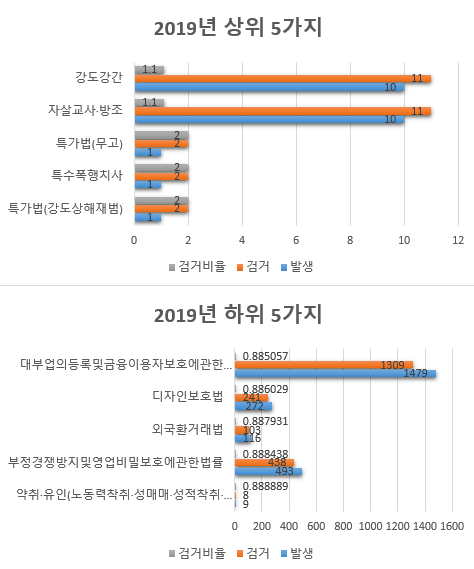 2019년 상위 5가지
강도강간
1.1
11
10
자살교사·방조
1.1
11
10
특가법(무고)
2
2
1
특수폭행치사
2
2
1
특가법(강도상해재범)
2
2
1
0 2 4 6 8 10 12
검거비율 검거 발생
2019년 하위 5가지
대부업의등록및금융이용자보호에관한...
0.885057
1309
1479
디자인보호법
0.886029
241
272
외국환거래법
0.887931
103
116
부정경쟁방지및영업비밀보호에관한법률
0.888438
438
493
약취·유인(노동력착취·성매매·성적착취·...
0.888889
8
9
0 200 400 600 800 1000 1200 1400 1600
검거비율 검거 발생